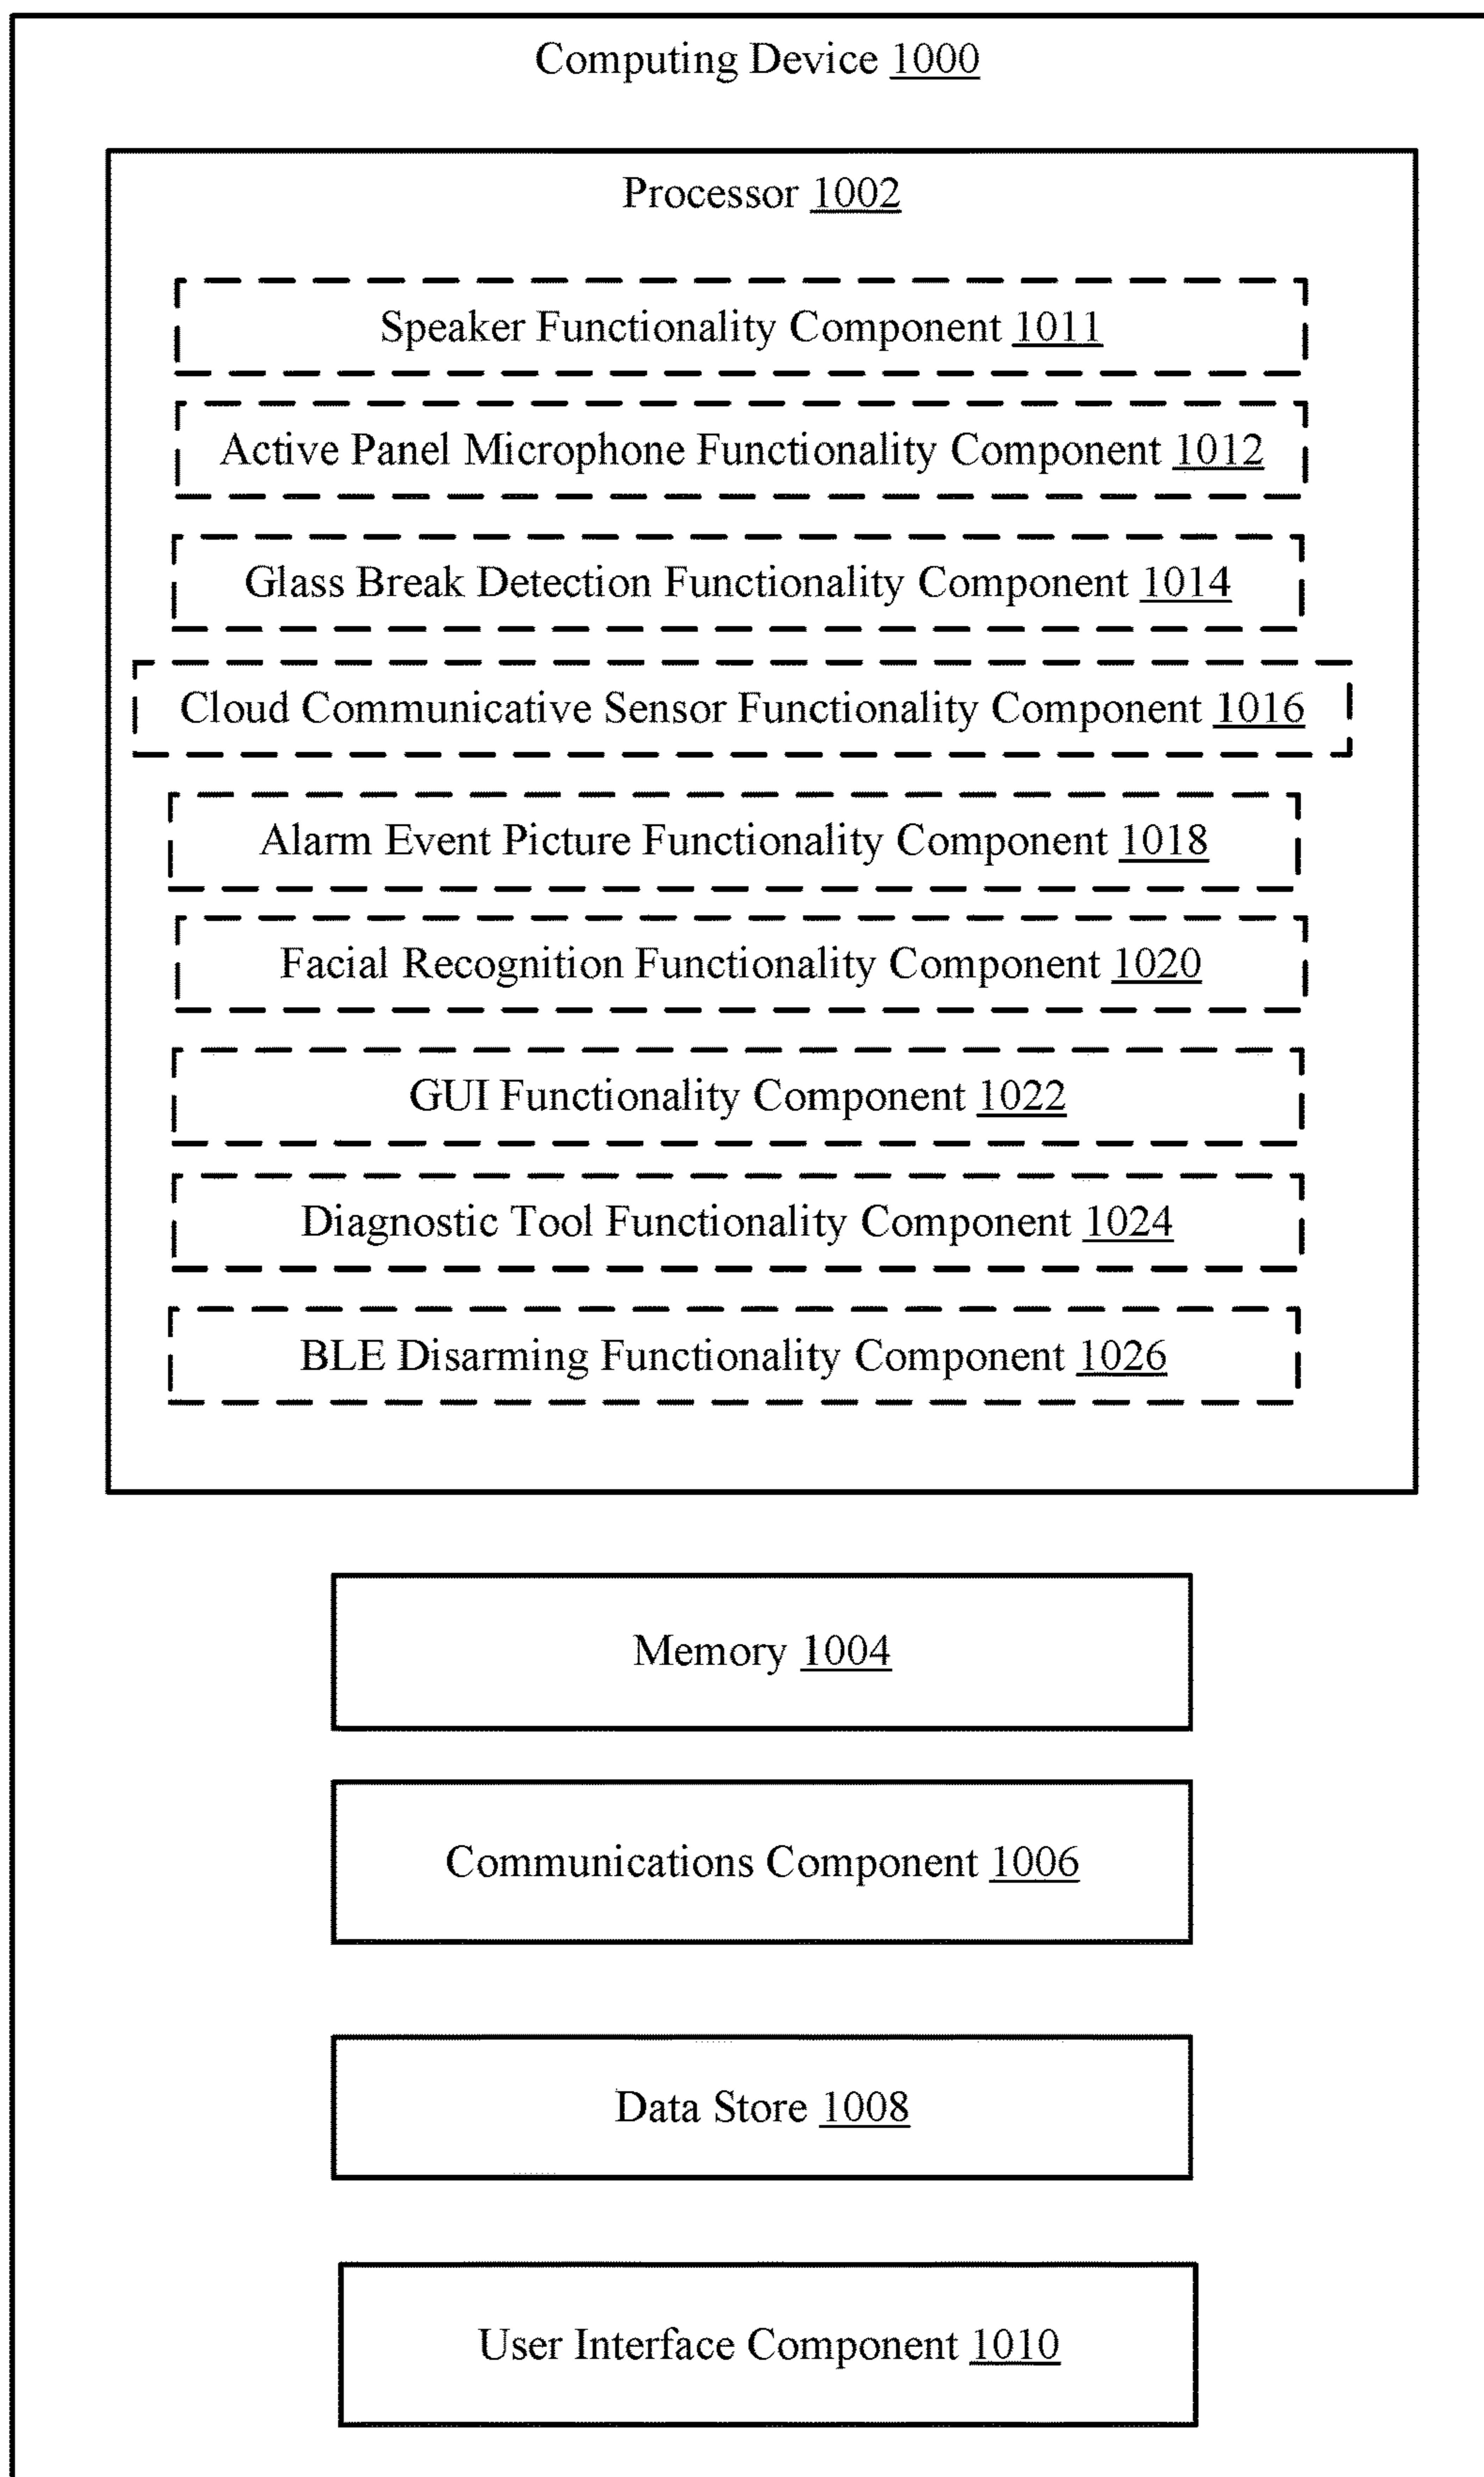 Computing Device 1000
Processor 1002
Speaker Functionality Component 1011
Active Panel Microphone Functionality Component 1012
Glass Break Detection Functionality Component 1014
Cloud Communicative Sensor Functionality Component 1016
Alarm Event Picture Functionality Component 1018
Facial Recognition Functionality Component 1020
GUI Functionality Component 1022
Diagnostic Tool Functionality Component 1024
BLE Disarming Functionality Component 1026
Memory 1004
Communications Component 1006
Data Store 1008
User Interface Component 1010